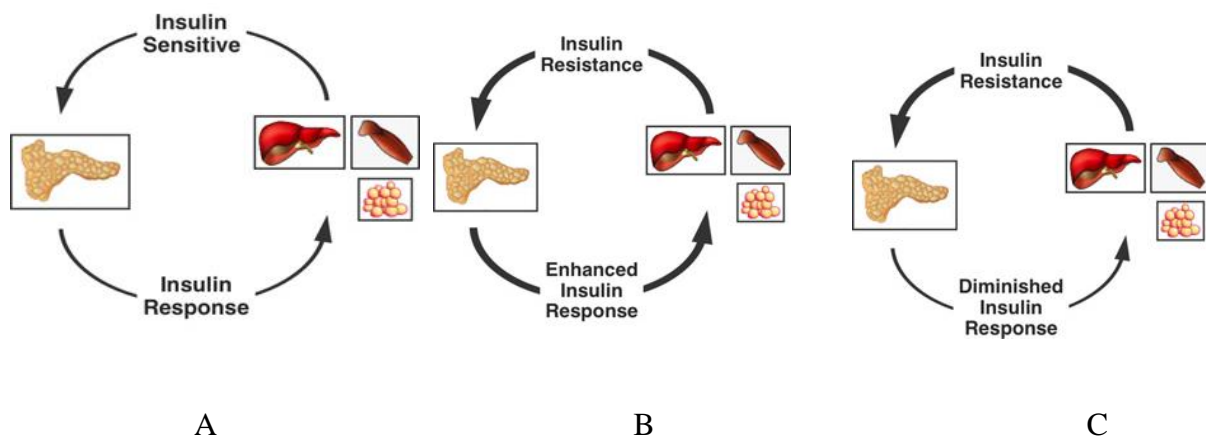 Insulin
Sensitive
Insulin
Response
A
Insulin
Resistance
Enhanced
Insulin
Response
B
Insulin
Resistance
Diminished
Insulin
Response
C